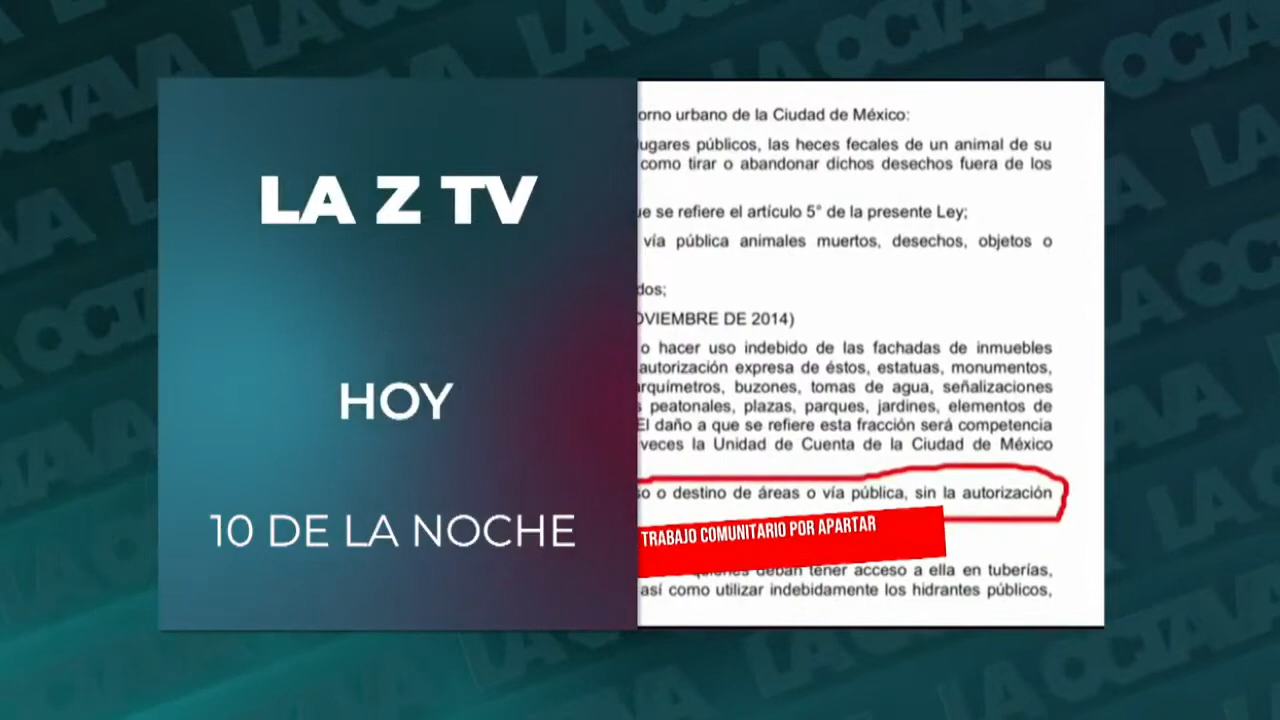 LA Z TV
HOY
10 DE LA NOCHE
orno urbano de la Ciudad de México:
ugares públicos, las heces fecales de un animal de su
como tirar o abandonar dichos desechos fuera de los
ue se refiere el artículo 5° de la presente Ley;
vía pública animales muertos, desechos, objetos o
dos;
OVIEMBRE DE 2014)
o hacer uso indebido de las fachadas de inmuebles
autorización expresa de éstos, estatuas, monumentos,
arquímetros, buzones, tomas de agua, señalizaciones
s peatonales, plazas, parques, jardines, elementos de
El daño a que se refiere esta fracción será competencia
veces la Unidad de Cuenta de la Ciudad de México
so o destino de áreas o vía pública, sin la autorización
TRABAJO COMUNITARIO POR APARTAR
quienes deban tener acceso a ella en tuberías,
así como utilizar indebidamente los hidrantes públicos,
LA OCTAVA